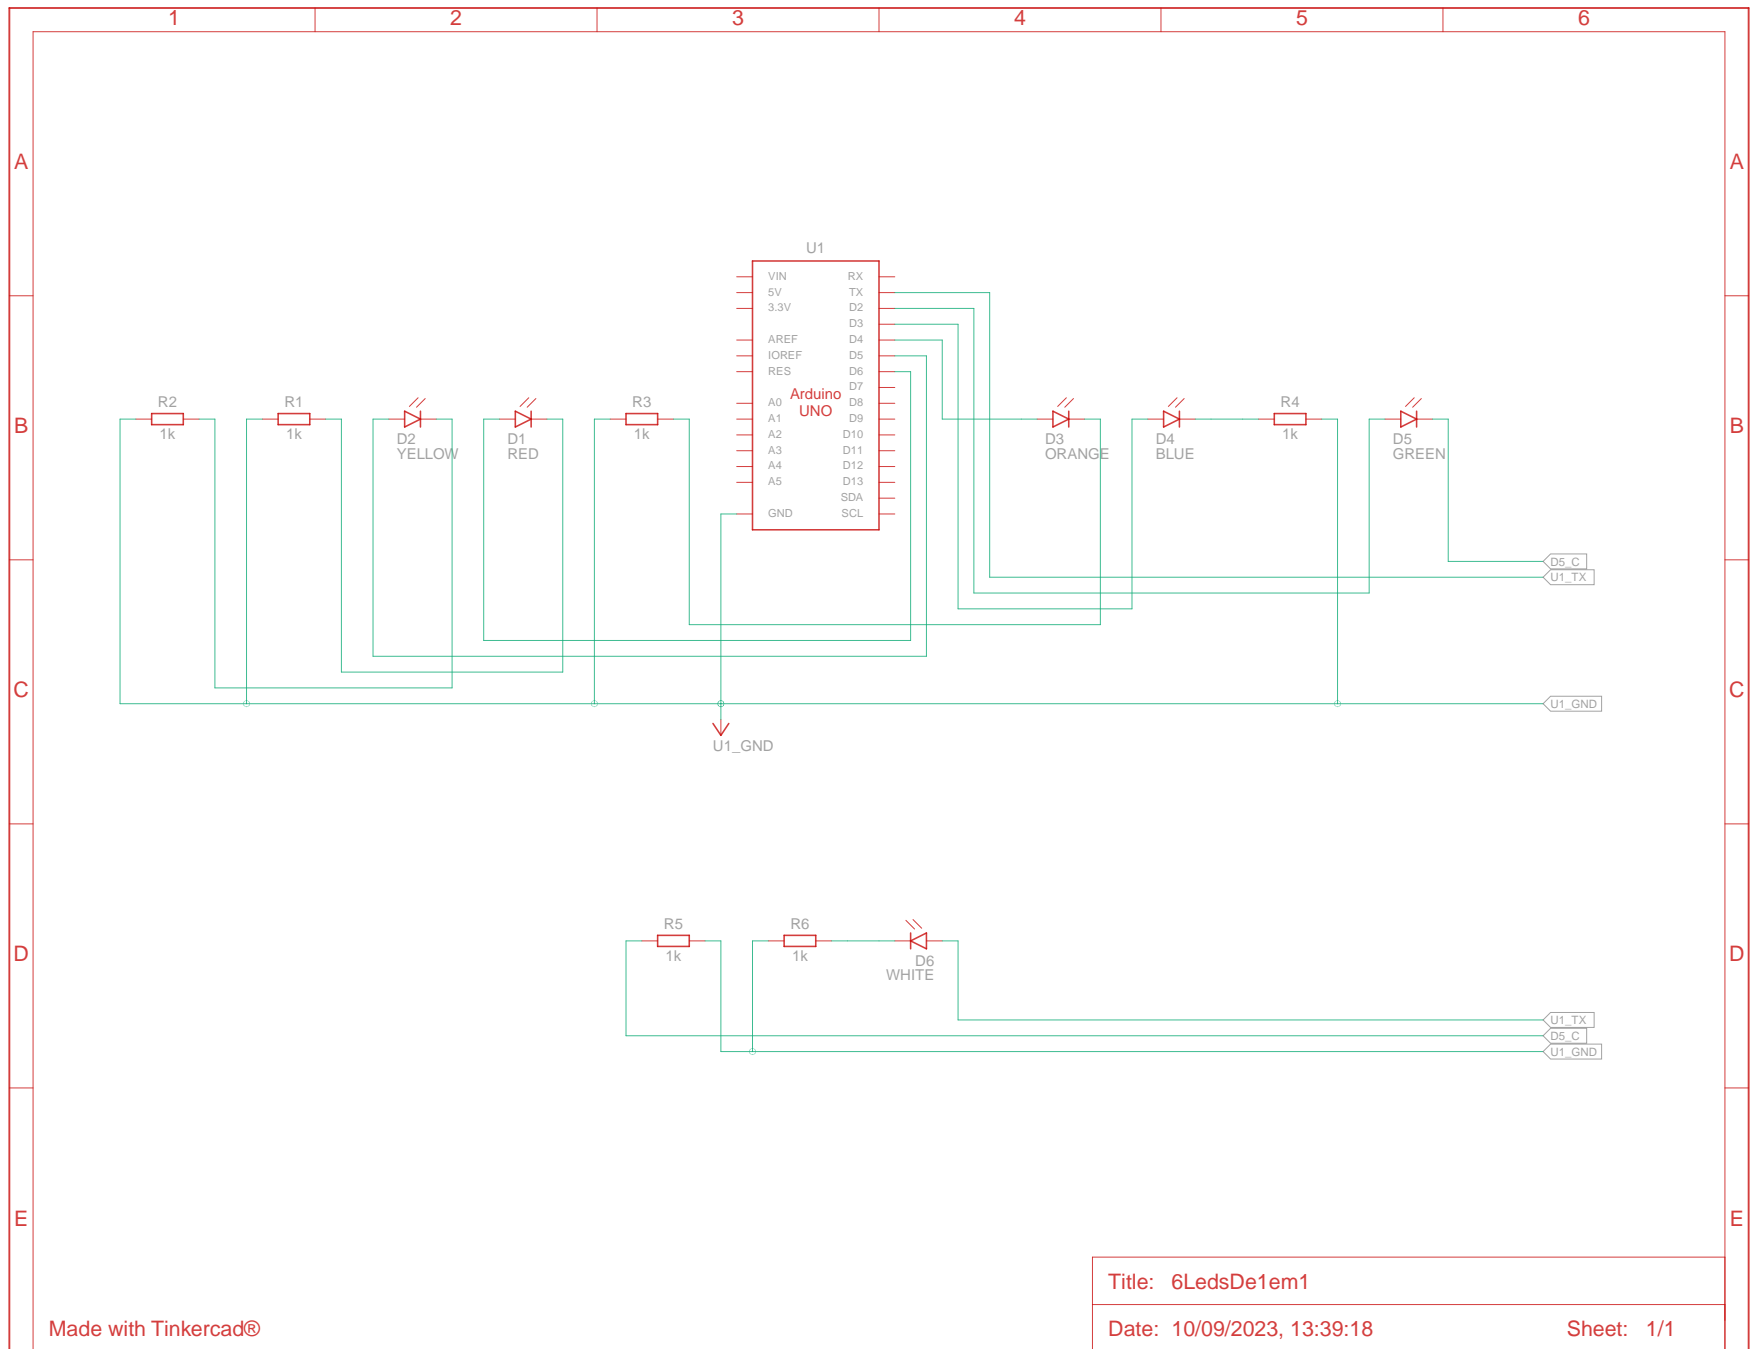 1 2 3 4 5 6
A A
U1
VIN RX
5V TX
3.3V D2
D3
AREF D4
IOREF D5
RES D6
D7
Arduino
UNO
A0 D8
A1 D9
A2 D10
A3 D11
A4 D12
A5 D13
SDA
GND SCL
B B
R2
1k
R1
1k
D2
YELLOW
D1
RED
R3
1k
D3
ORANGE
D4
BLUE
R4
1k
D5
GREEN
D5_C
U1_TX
C C
U1_GND
U1_GND
D D
R5
1k
R6
1k
D6
WHITE
U1_TX
D5_C
U1_GND
E E
Title: 6LedsDe1em1
Made with Tinkercad®
Date: 10/09/2023, 13:39:18 Sheet: 1/1